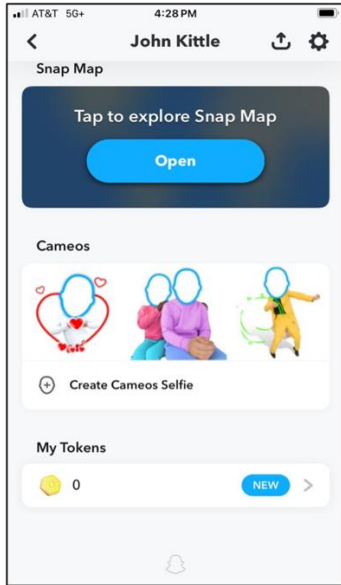 AT&T 5G+ 4:28 PM
John Kittle
Snap Map
Tap to explore Snap Map
Open
Cameos
Create Cameos Selfie
My Tokens
0 NEW